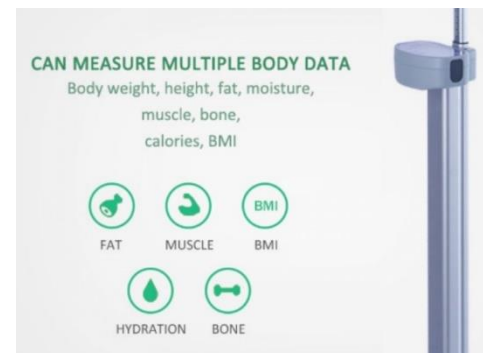 CAN MEASURE MULTIPLE BODY DATA
Body weight, height, fat, moisture,
muscle, bone,
calories, BMI
BMI
FAT MUSCLE BMI
HYDRATION BONE